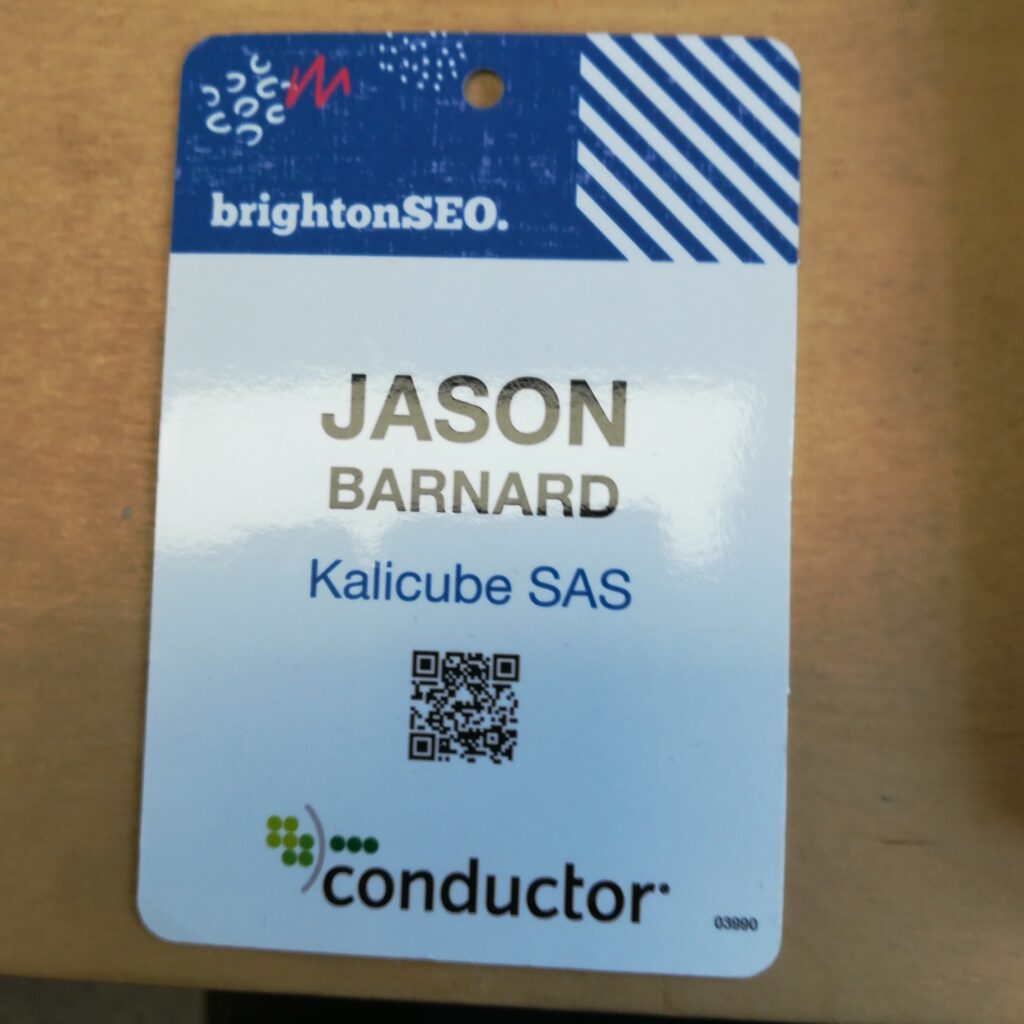 brightonSEO.
JASON
BARNARD
Kalicube SAS
conductor
03990